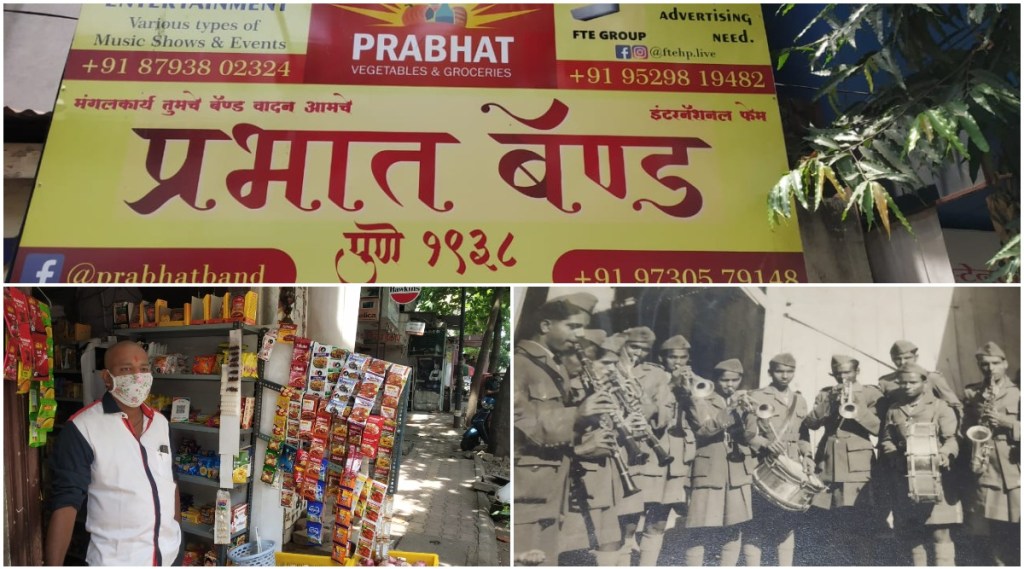 ENTERTAINMENT
Various types of
Music Shows & Events
+91 87938 02324
PRABHAT
VEGETABLES & GROCERIES
ADVERTISING
FTE GROUP
NEED.
@ftehp.live
+91 95298 19482
मंगलकार्य तुमचे बॅण्ड वादन आमचे
इंटरनॅशनल फेम
प्रभात बॅण्ड
पुणे १९३८
@prabhatband
+91 97305 79148
Hawkins